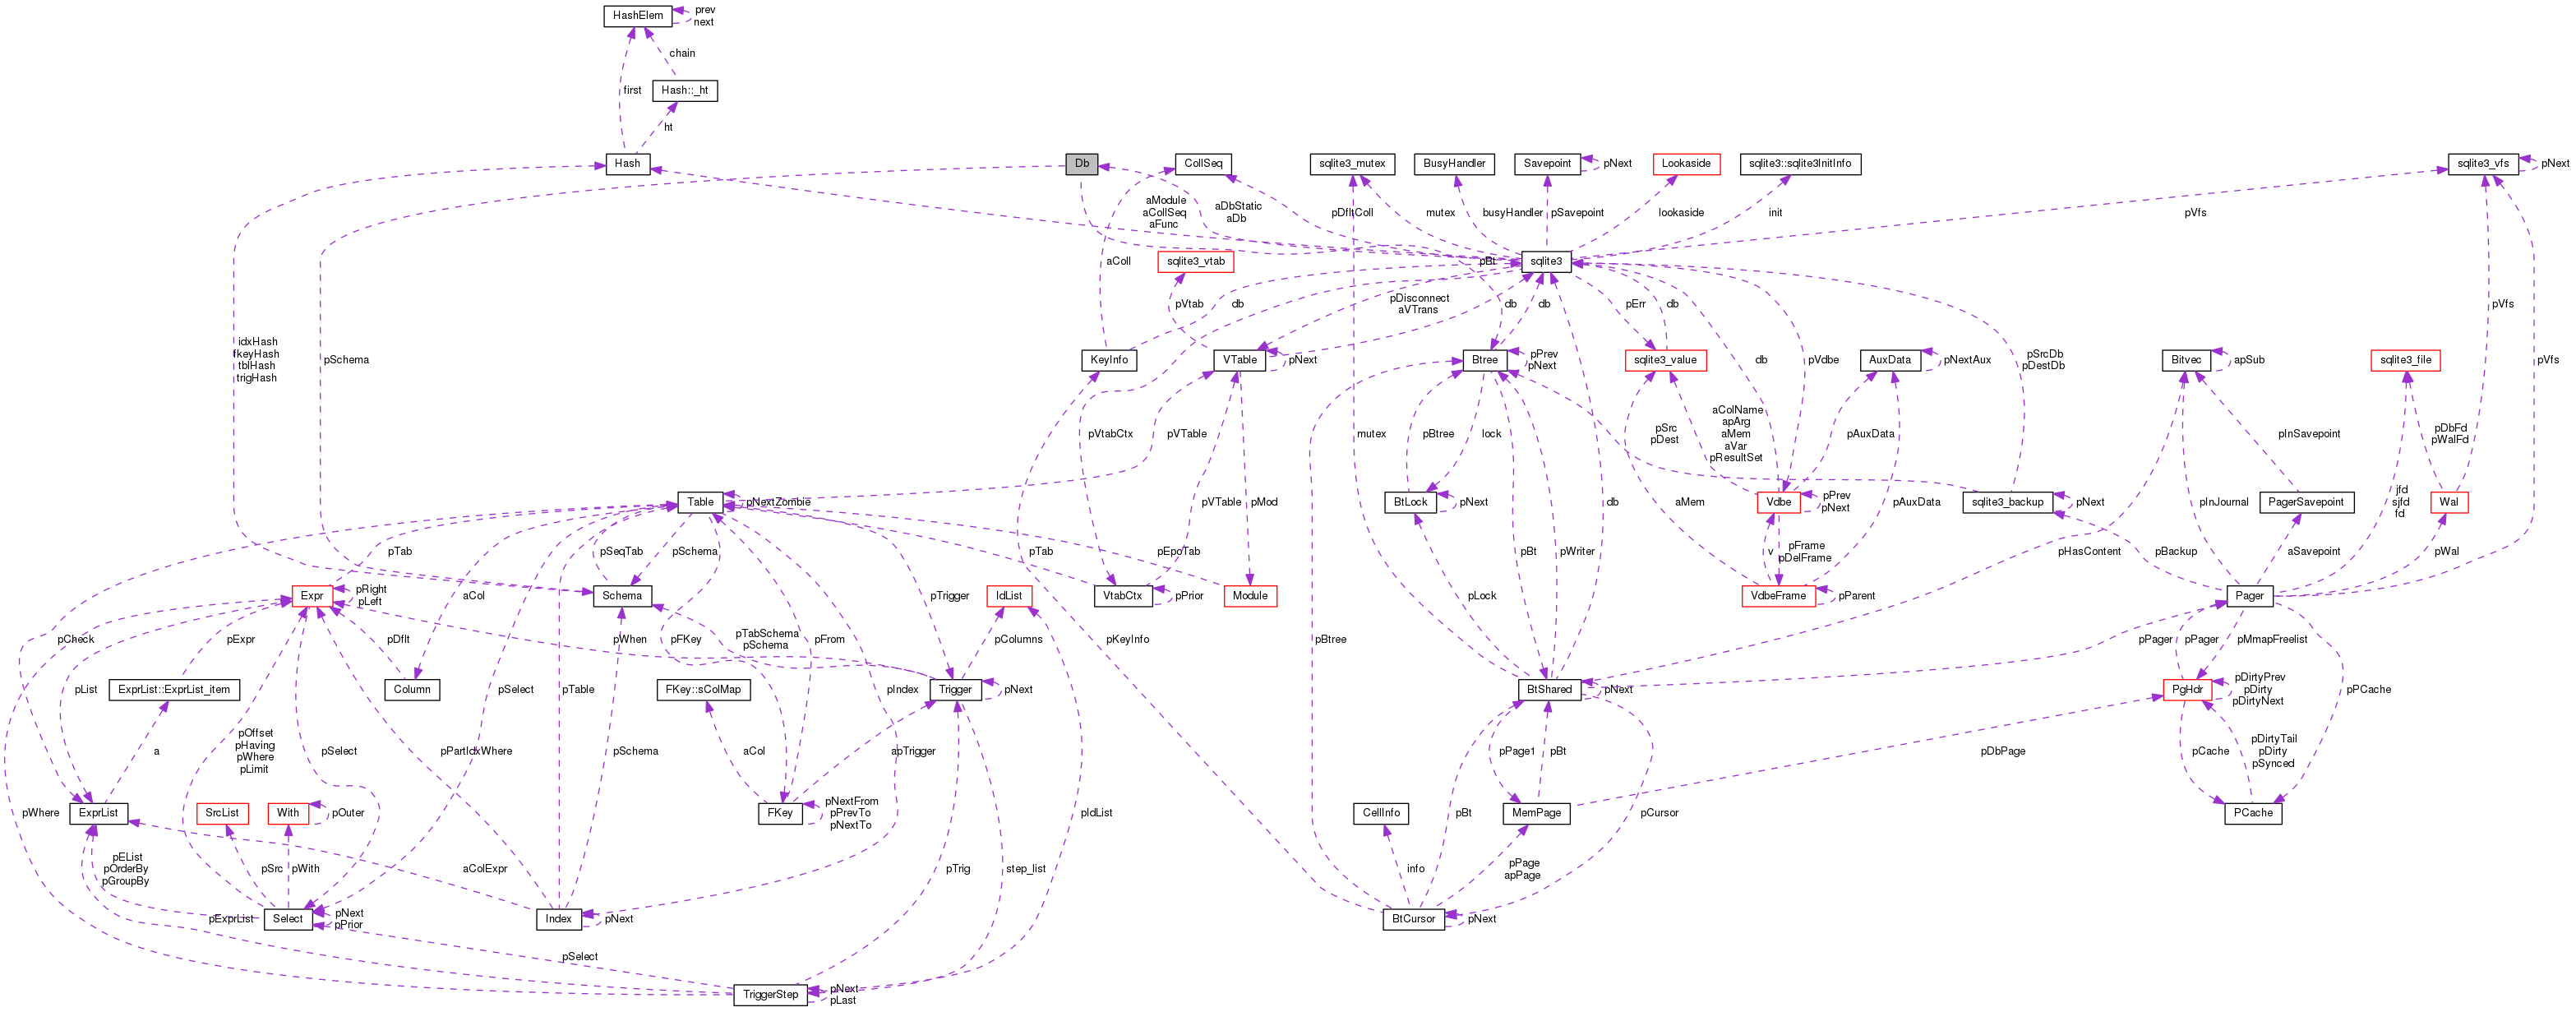 HashElem
prev
next
chain
first
Hash::_ht
ht
Hash
Db
CollSeq
sqlite3_mutex
BusyHandler
Savepoint
pNext
Lookaside
sqlite3::sqlite3InitInfo
sqlite3_vfs
pNext
aModule
aCollSeq
aFunc
aDbStatic
aDb
pDfltColl
mutex
busyHandler
pSavepoint
lookaside
init
pVfs
aColl
sqlite3_vtab
pBt
sqlite3
pVtab
db
pDisconnect
aVTrans
db
db
pErr
db
pVfs
idxHash
fkeyHash
tblHash
trigHash
pSchema
KeyInfo
VTable
pNext
Btree
pPrev
pNext
sqlite3_value
db
pVdbe
AuxData
pNextAux
pSrcDb
pDestDb
Bitvec
apSub
sqlite3_file
pVfs
pVtabCtx
pVTable
mutex
pBtree
lock
pSrc
pDest
aColName
apArg
aMem
aVar
pResultSet
pAuxData
pInSavepoint
pDbFd
pWalFd
Table
pNextZombie
pVTable
pMod
BtLock
pNext
db
aMem
Vdbe
pPrev
pNext
pAuxData
sqlite3_backup
pNext
pInJournal
PagerSavepoint
jfd
sjfd
fd
Wal
pTab
pSeqTab
pSchema
pTab
pEpoTab
pBt
pWriter
v
pFrame
pDelFrame
pHasContent
pBackup
aSavepoint
pWal
Expr
pRight
pLeft
aCol
Schema
pTrigger
IdList
VtabCtx
pPrior
Module
pLock
VdbeFrame
pParent
Pager
pCheck
pExpr
pDflt
pWhen
pFKey
pTabSchema
pSchema
pFrom
pColumns
pKeyInfo
pBtree
pPager
pPager
pMmapFreelist
pList
ExprList::ExprList_item
Column
pSelect
pTable
FKey::sColMap
pIndex
Trigger
pNext
BtShared
pNext
PgHdr
pDirtyPrev
pDirty
pDirtyNext
pPCache
a
pOffset
pHaving
pWhere
pLimit
pSelect
pPartIdxWhere
pSchema
aCol
apTrigger
pPage1
pBt
pDbPage
pCache
pDirtyTail
pDirty
pSynced
ExprList
SrcList
With
pOuter
FKey
pNextFrom
pPrevTo
pNextTo
CellInfo
pBt
MemPage
pCursor
PCache
pWhere
pEList
pOrderBy
pGroupBy
pSrc
pWith
aColExpr
pTrig
step_list
pIdList
info
pPage
apPage
pExprList
Select
pNext
pPrior
Index
pNext
BtCursor
pNext
pSelect
TriggerStep
pNext
pLast